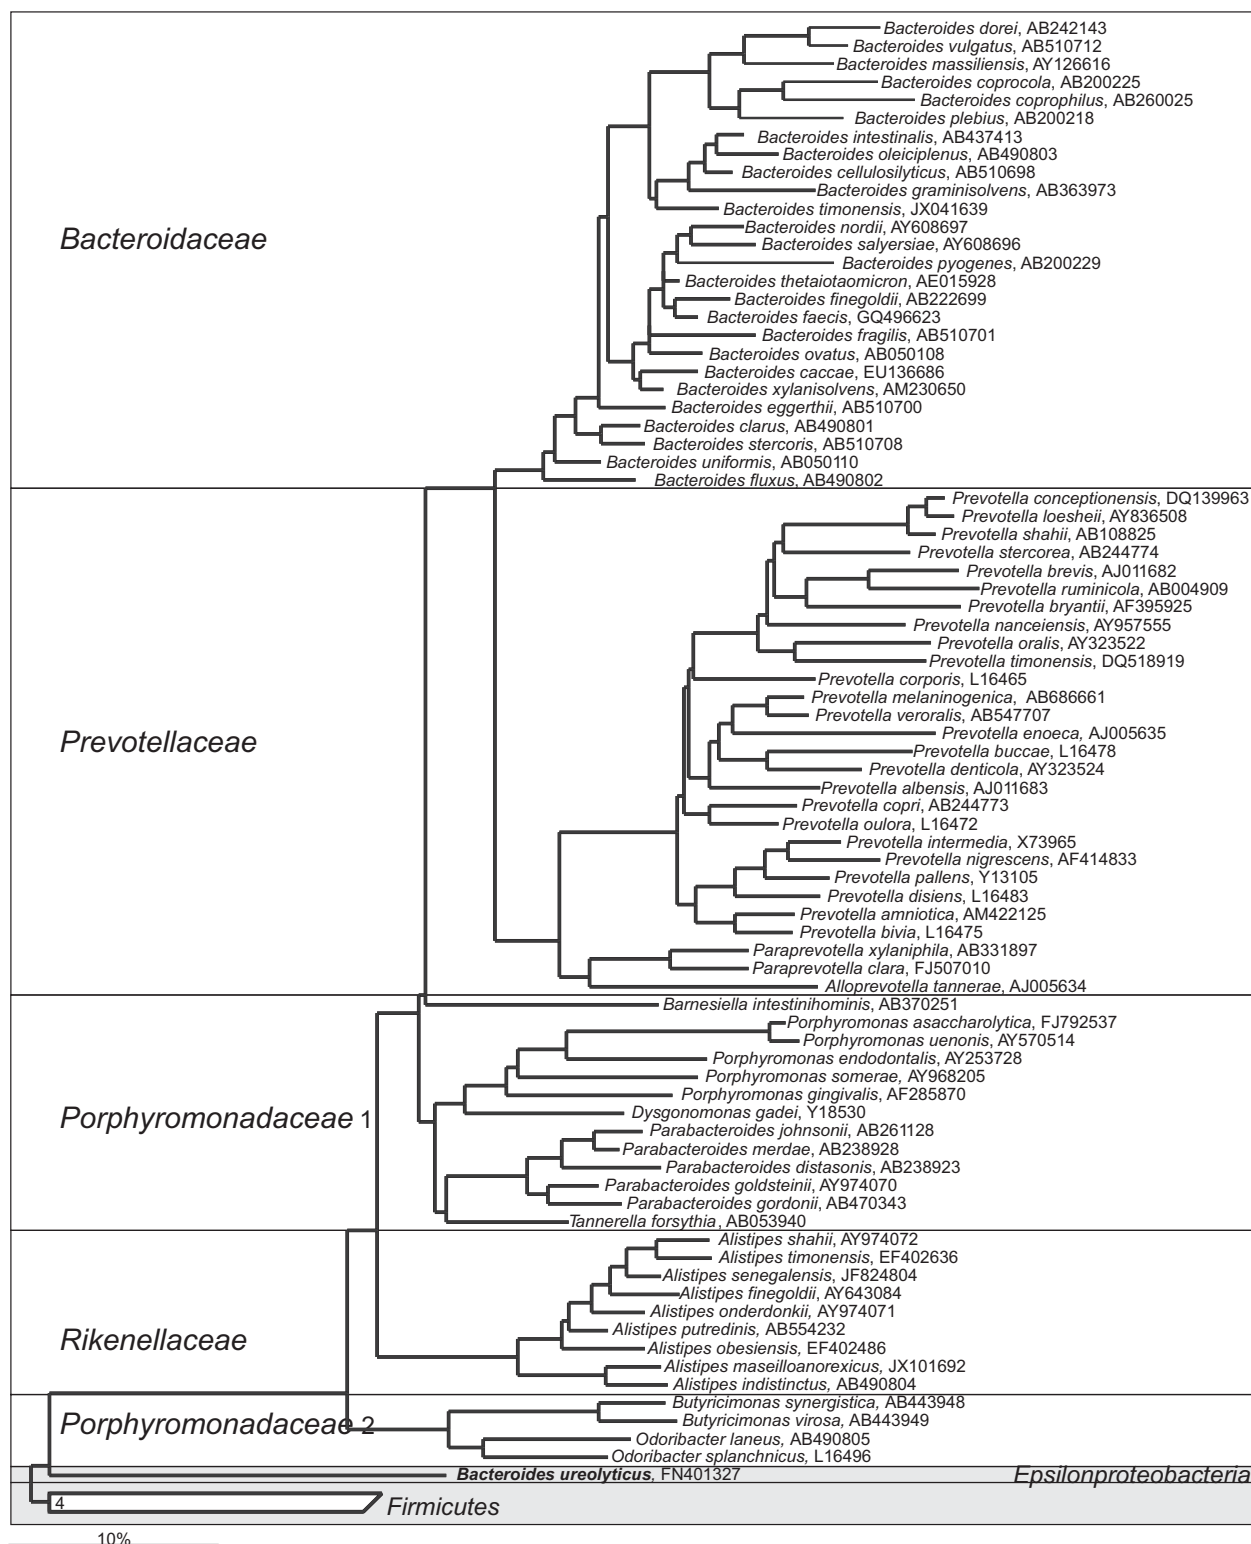 Bacteroides dorei, AB242143
Bacteroides vulgatus, AB510712
Bacteroides massiliensis, AY126616
Bacteroides coprocola, AB200225
Bacteroides coprophilus, AB260025
Bacteroides plebius, AB200218
Bacteroides intestinalis, AB437413
Bacteroides oleiciplenus, AB490803
Bacteroides cellulosilyticus, AB510698
Bacteroides graminisolvens, AB363973
Bacteroides timonensis, JX041639
Bacteroides nordii, AY608697
Bacteroidaceae
Bacteroides salyersiae, AY608696
Bacteroides pyogenes, AB200229
Bacteroides thetaiotaomicron, AE015928
Bacteroides finegoldii, AB222699
Bacteroides faecis, GQ496623
Bacteroides fragilis, AB510701
Bacteroides ovatus, AB050108
Bacteroides caccae, EU136686
Bacteroides xylanisolvens, AM230650
Bacteroides eggerthii, AB510700
Bacteroides clarus, AB490801
Bacteroides stercoris, AB510708
Bacteroides uniformis, AB050110
Bacteroides fluxus, AB490802
Prevotella conceptionensis, DQ139963
Prevotella loesheii, AY836508
Prevotella shahii, AB108825
Prevotella stercorea, AB244774
Prevotella brevis, AJ011682
Prevotella ruminicola, AB004909
Prevotella bryantii, AF395925
Prevotella nanceiensis, AY957555
Prevotella oralis, AY323522
Prevotella timonensis, DQ518919
Prevotella corporis, L16465
Prevotella melaninogenica, AB686661
Prevotella veroralis, AB547707
Prevotella enoeca, AJ005635
Prevotellaceae
Prevotella buccae, L16478
Prevotella denticola, AY323524
Prevotella albensis, AJ011683
Prevotella copri, AB244773
Prevotella oulora, L16472
Prevotella intermedia, X73965
Prevotella nigrescens, AF414833
Prevotella pallens, Y13105
Prevotella disiens, L16483
Prevotella amniotica, AM422125
Prevotella bivia, L16475
Paraprevotella xylaniphila, AB331897
Paraprevotella clara, FJ507010
Alloprevotella tannerae, AJ005634
Barnesiella intestinihominis, AB370251
Porphyromonas asaccharolytica, FJ792537
Porphyromonas uenonis, AY570514
Porphyromonas endodontalis, AY253728
Porphyromonas somerae, AY968205
Porphyromonas gingivalis, AF285870
Dysgonomonas gadei, Y18530
Porphyromonadaceae 1
Parabacteroides johnsonii, AB261128
Parabacteroides merdae, AB238928
Parabacteroides distasonis, AB238923
Parabacteroides goldsteinii, AY974070
Parabacteroides gordonii, AB470343
Tannerella forsythia, AB053940
Alistipes shahii, AY974072
Alistipes timonensis, EF402636
Alistipes senegalensis, JF824804
Alistipes finegoldii, AY643084
Alistipes onderdonkii, AY974071
Alistipes putredinis, AB554232
Rikenellaceae
Alistipes obesiensis, EF402486
Alistipes maseilloanorexicus, JX101692
Alistipes indistinctus, AB490804
Butyricimonas synergistica, AB443948
Butyricimonas virosa, AB443949
Porphyromonadaceae 2
Odoribacter laneus, AB490805
Odoribacter splanchnicus, L16496
Bacteroides ureolyticus, FN401327
Epsilonproteobacteria
4
Firmicutes
10%